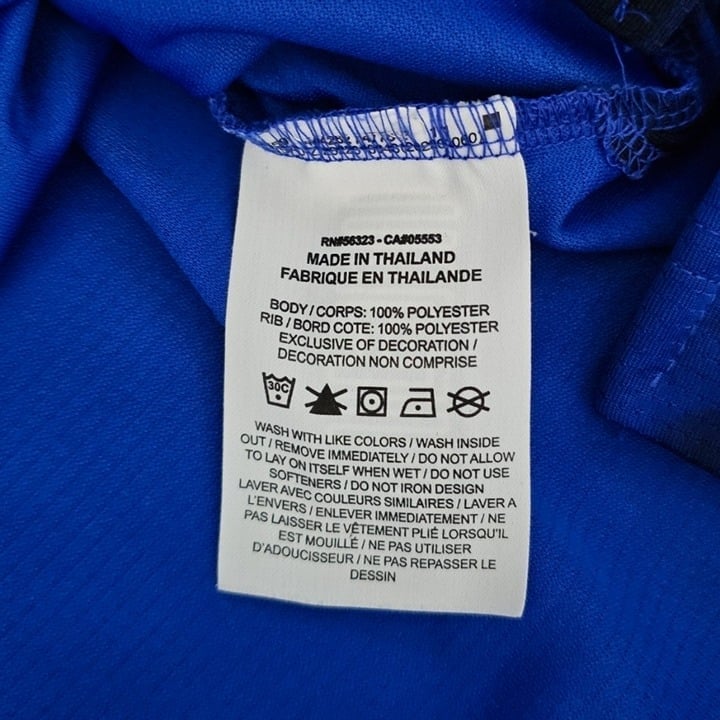 RN#56323 - CA#05553
MADE IN THAILAND
FABRIQUE EN THAILANDE
BODY / CORPS: 100% POLYESTER
RIB / BORD COTE: 100% POLYESTER
EXCLUSIVE OF DECORATION /
DECORATION NON COMPRISE
30C
WASH WITH LIKE COLORS / WASH INSIDE
OUT / REMOVE IMMEDIATELY / DO NOT ALLOW
TO LAY ON ITSELF WHEN WET / DO NOT USE
SOFTENERS / DO NOT IRON DESIGN
LAVER AVEC COULEURS SIMILAIRES / LAVER A
L'ENVERS / ENLEVER IMMEDIATEMENT / NE
PAS LAISSER LE VÊTEMENT PLIÉ LORSQU'IL
EST MOUILLÉ / NE PAS UTILISER
D'ADOUCISSEUR / NE PAS REPASSER LE
DESSIN